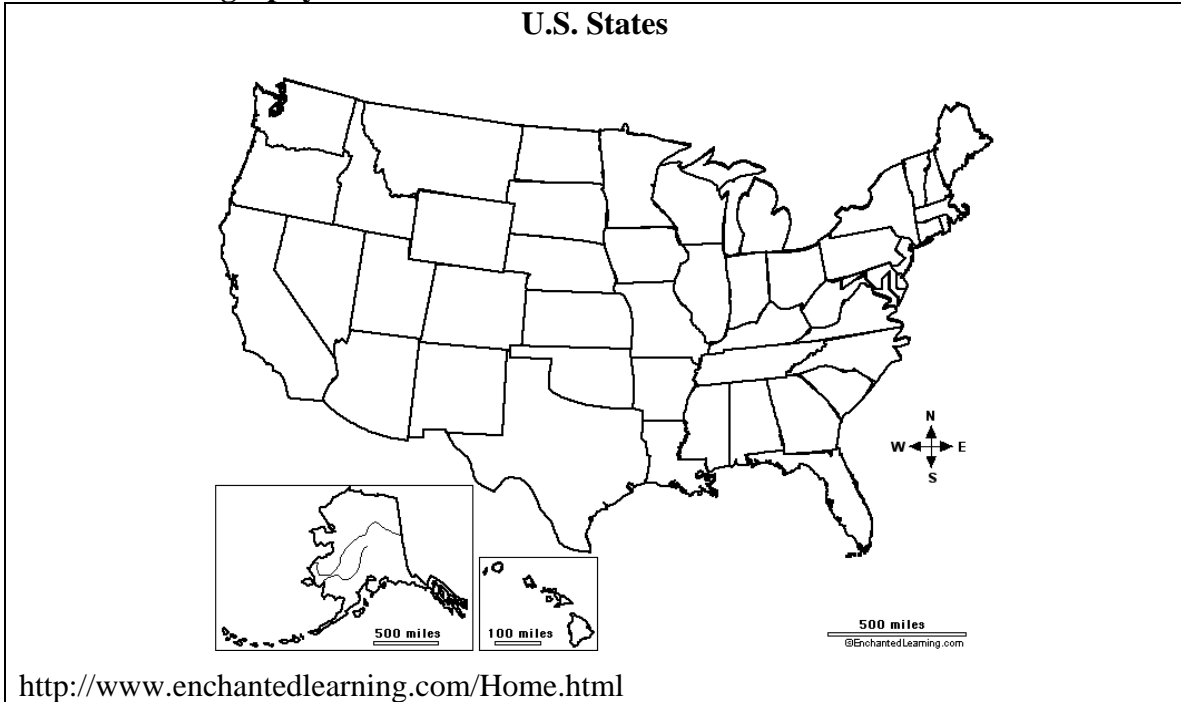 U.S. States
N
W E
S
500 miles
100 miles
500 miles
©EnchantedLearning.com
http://www.enchantedlearning.com/Home.html